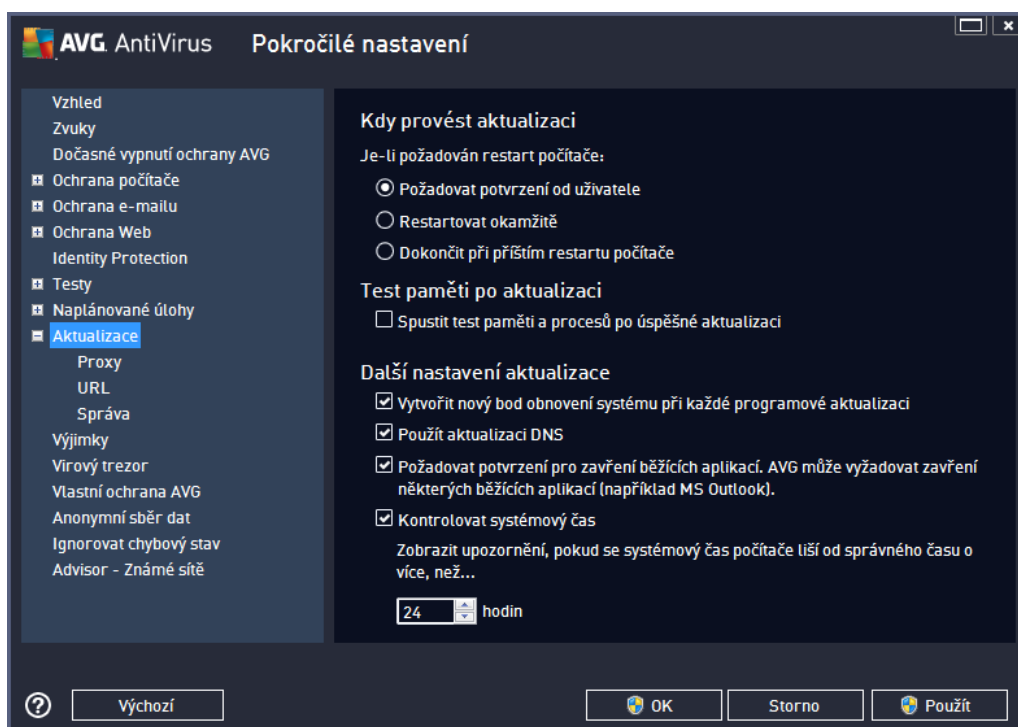 AVG AntiVirus Pokročilé nastavení
Vzhled
Zvuky
Dočasné vypnutí ochrany AVG
Ochrana počítače
Ochrana e-mailu
Ochrana Web
Identity Protection
Testy
Naplánované úlohy
Aktualizace
Proxy
URL
Správa
Výjimky
Virový trezor
Vlastní ochrana AVG
Anonymní sběr dat
Ignorovat chybový stav
Advisor - Známé sítě
Kdy provést aktualizaci
Je-li požadován restart počítače:
Požadovat potvrzení od uživatele
Restartovat okamžitě
Dokončit při příštím restartu počítače
Test paměti po aktualizaci
Spustit test paměti a procesů po úspěšné aktualizaci
Další nastavení aktualizace
Vytvořit nový bod obnovení systému při každé programové aktualizaci
Použít aktualizaci DNS
Požadovat potvrzení pro zavření běžících aplikací. AVG může vyžadovat zavření
některých běžících aplikací (například MS Outlook).
Kontrolovat systémový čas
Zobrazit upozornění, pokud se systémový čas počítače liší od správného času o
více, než...
24 hodin
Výchozí
OK
Storno
Použít